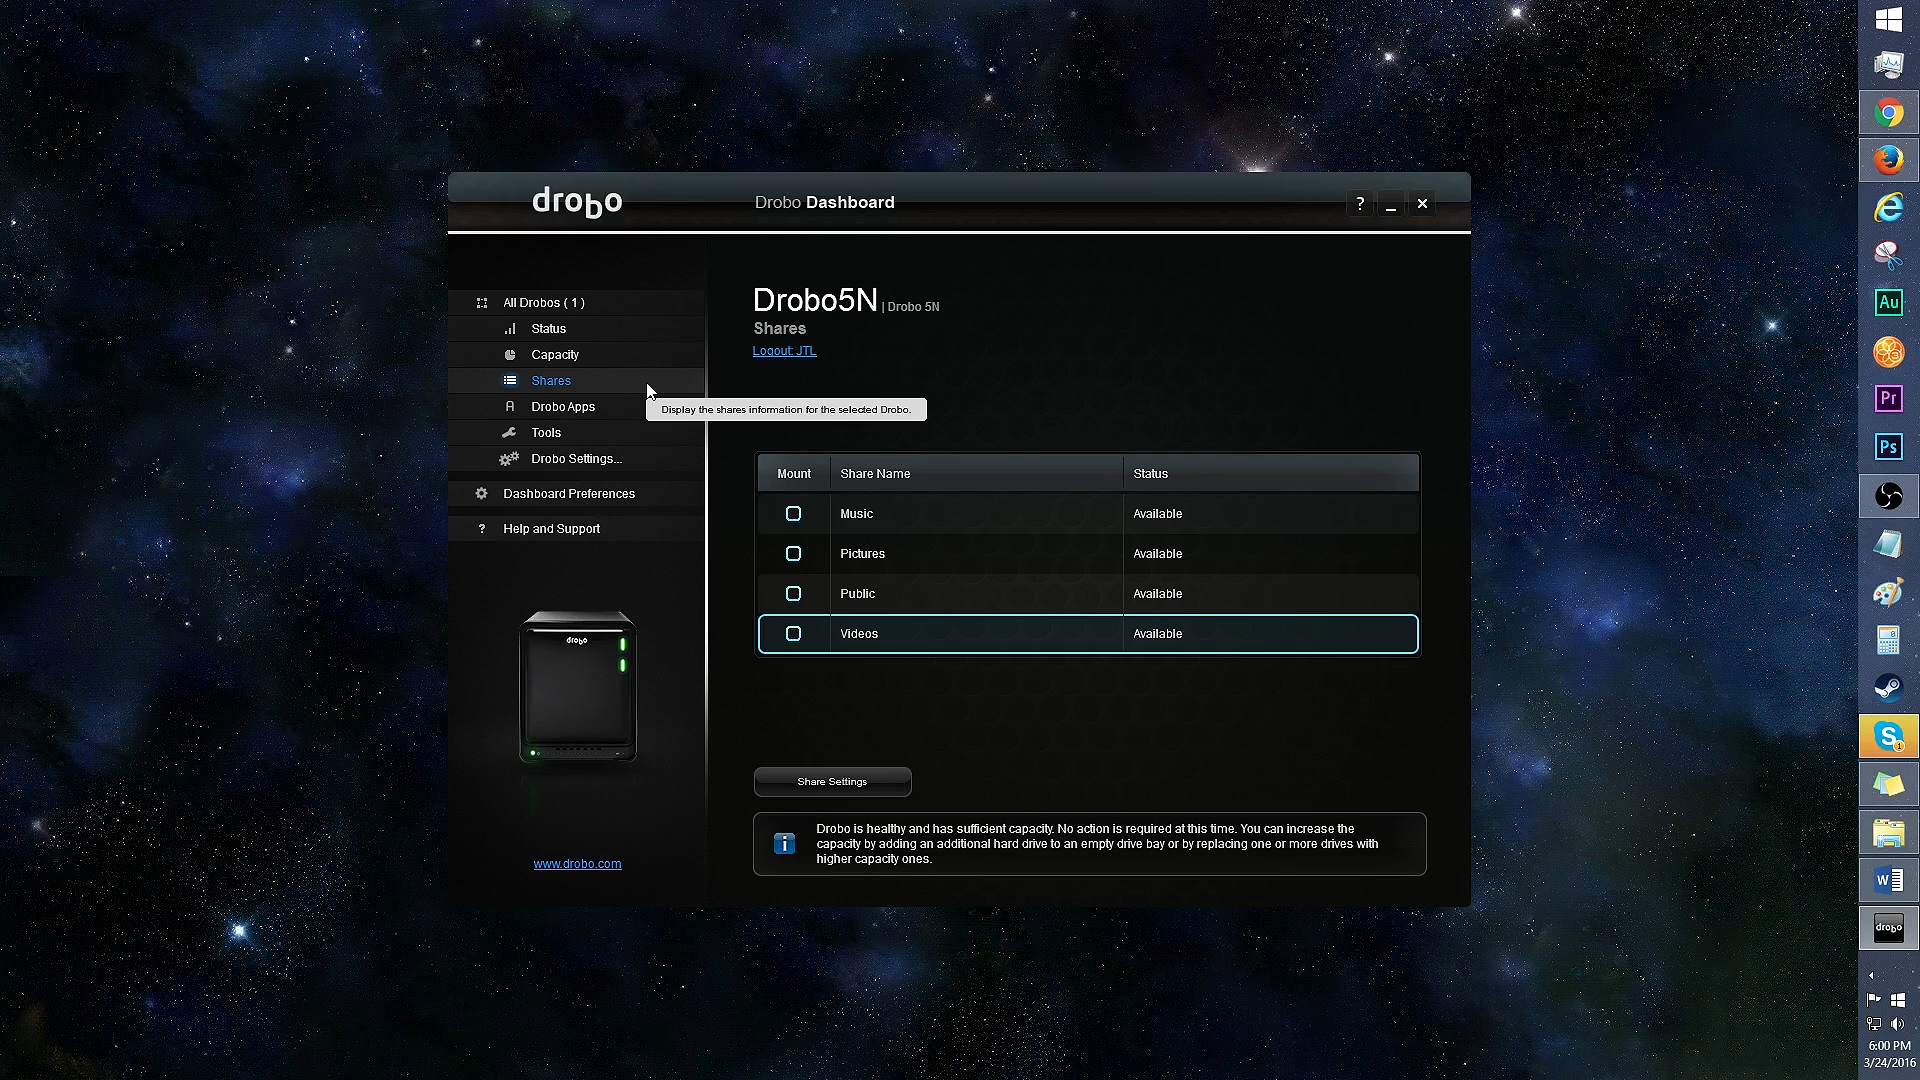 drobo
Drobo Dashboard
? _ ×
All Drobos ( 1 )
Status
Capacity
Shares
Drobo Apps
Tools
Drobo Settings...
Dashboard Preferences
? Help and Support
drobo
www.drobo.com
Drobo5N | Drobo 5N
Shares
Logout: JTL
Display the shares information for the selected Drobo.
Mount Share Name Status
Music Available
Pictures Available
Public Available
Videos Available
Share Settings
i
Drobo is healthy and has sufficient capacity. No action is required at this time. You can increase the
capacity by adding an additional hard drive to an empty drive bay or by replacing one or more drives with
higher capacity ones.
Au
3
Pr
Ps
0
S 1
W
drobo
6:00 PM
3/24/2016